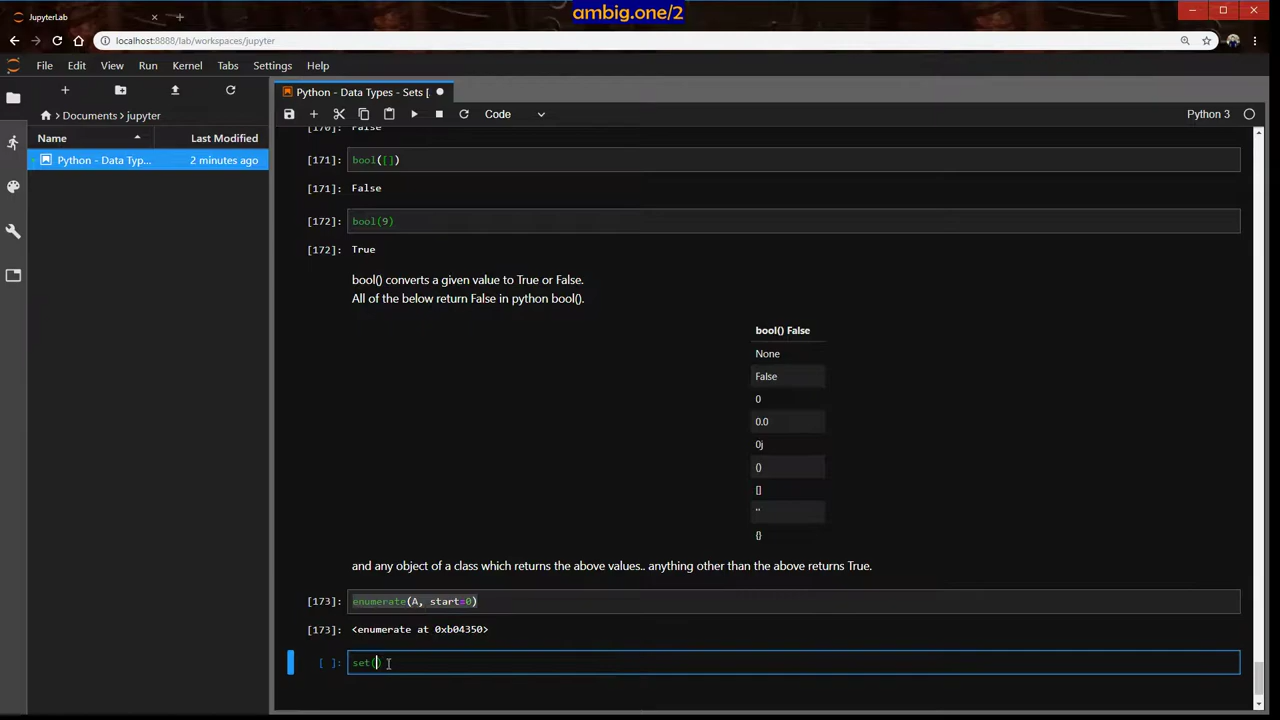 JupyterLab
ambig.one/2
localhost:8888/lab/workspaces/jupyter
File Edit View Run Kernel Tabs Settings Help
Python - Data Types - Sets [
Documents > jupyter
Code
Python 3
Name Last Modified
Python - Data Typ... 2 minutes ago
[170]: False
[171]: bool([])
[171]: False
[172]: bool(9)
[172]: True
bool() converts a given value to True or False.
All of the below return False in python bool().
bool() False
None
False
0
0.0
0j
()
[]
''
{}
and any object of a class which returns the above values.. anything other than the above returns True.
[173]: enumerate(A, start=0)
[173]: <enumerate at 0xb04350>
[ ]: set()